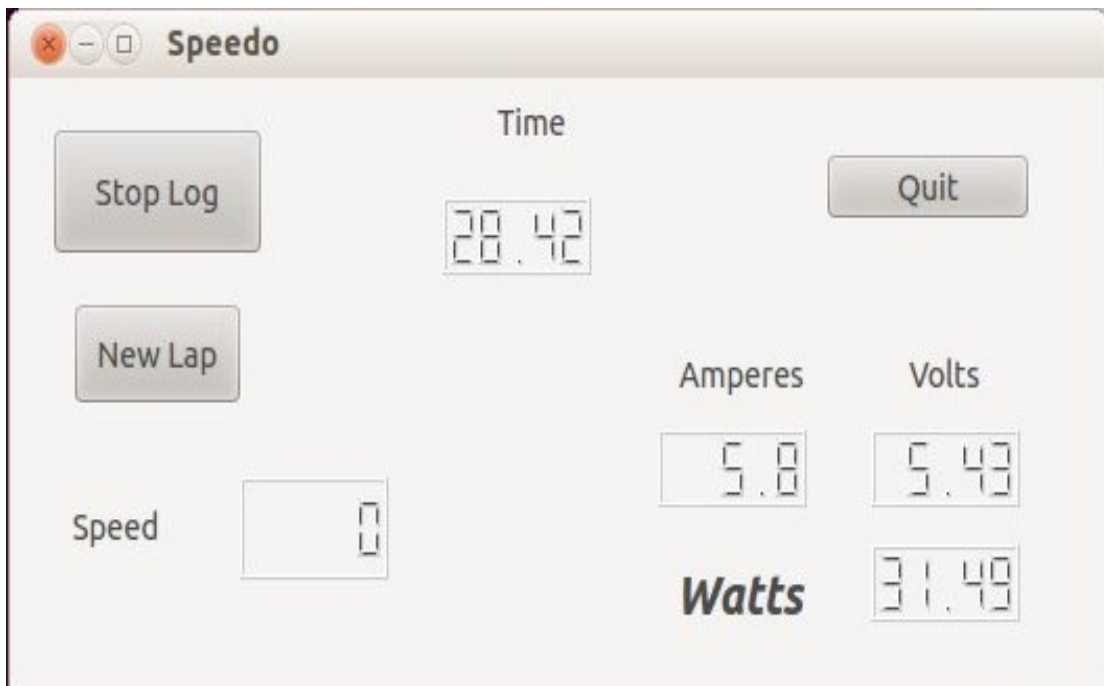 Speedo
Time
Stop Log
Quit
28.42
New Lap
Amperes Volts
5.8 5.43
Speed 0
Watts 31.49